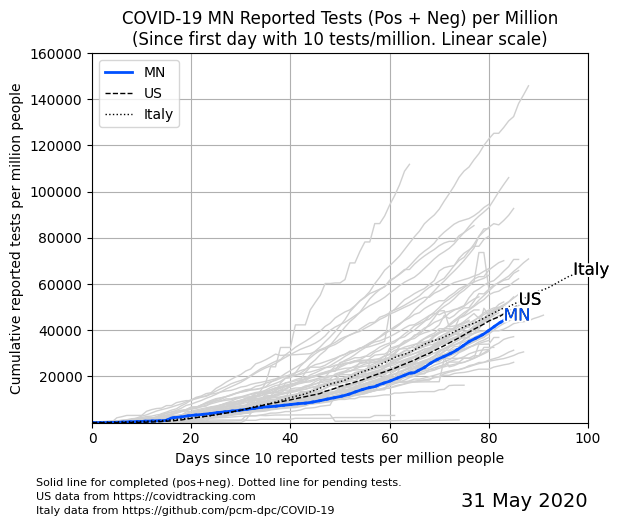 COVID-19 MN Reported Tests (Pos + Neg) per Million
(Since first day with 10 tests/million. Linear scale)
Cumulative reported tests per million people
160000
140000
120000
100000
80000
60000
40000
20000
MN
US
Italy
Italy
US
MN
0
20
40
60
80
100
Days since 10 reported tests per million people
Solid line for completed (pos+neg). Dotted line for pending tests.
US data from https://covidtracking.com
Italy data from https://github.com/pcm-dpc/COVID-19
31 May 2020